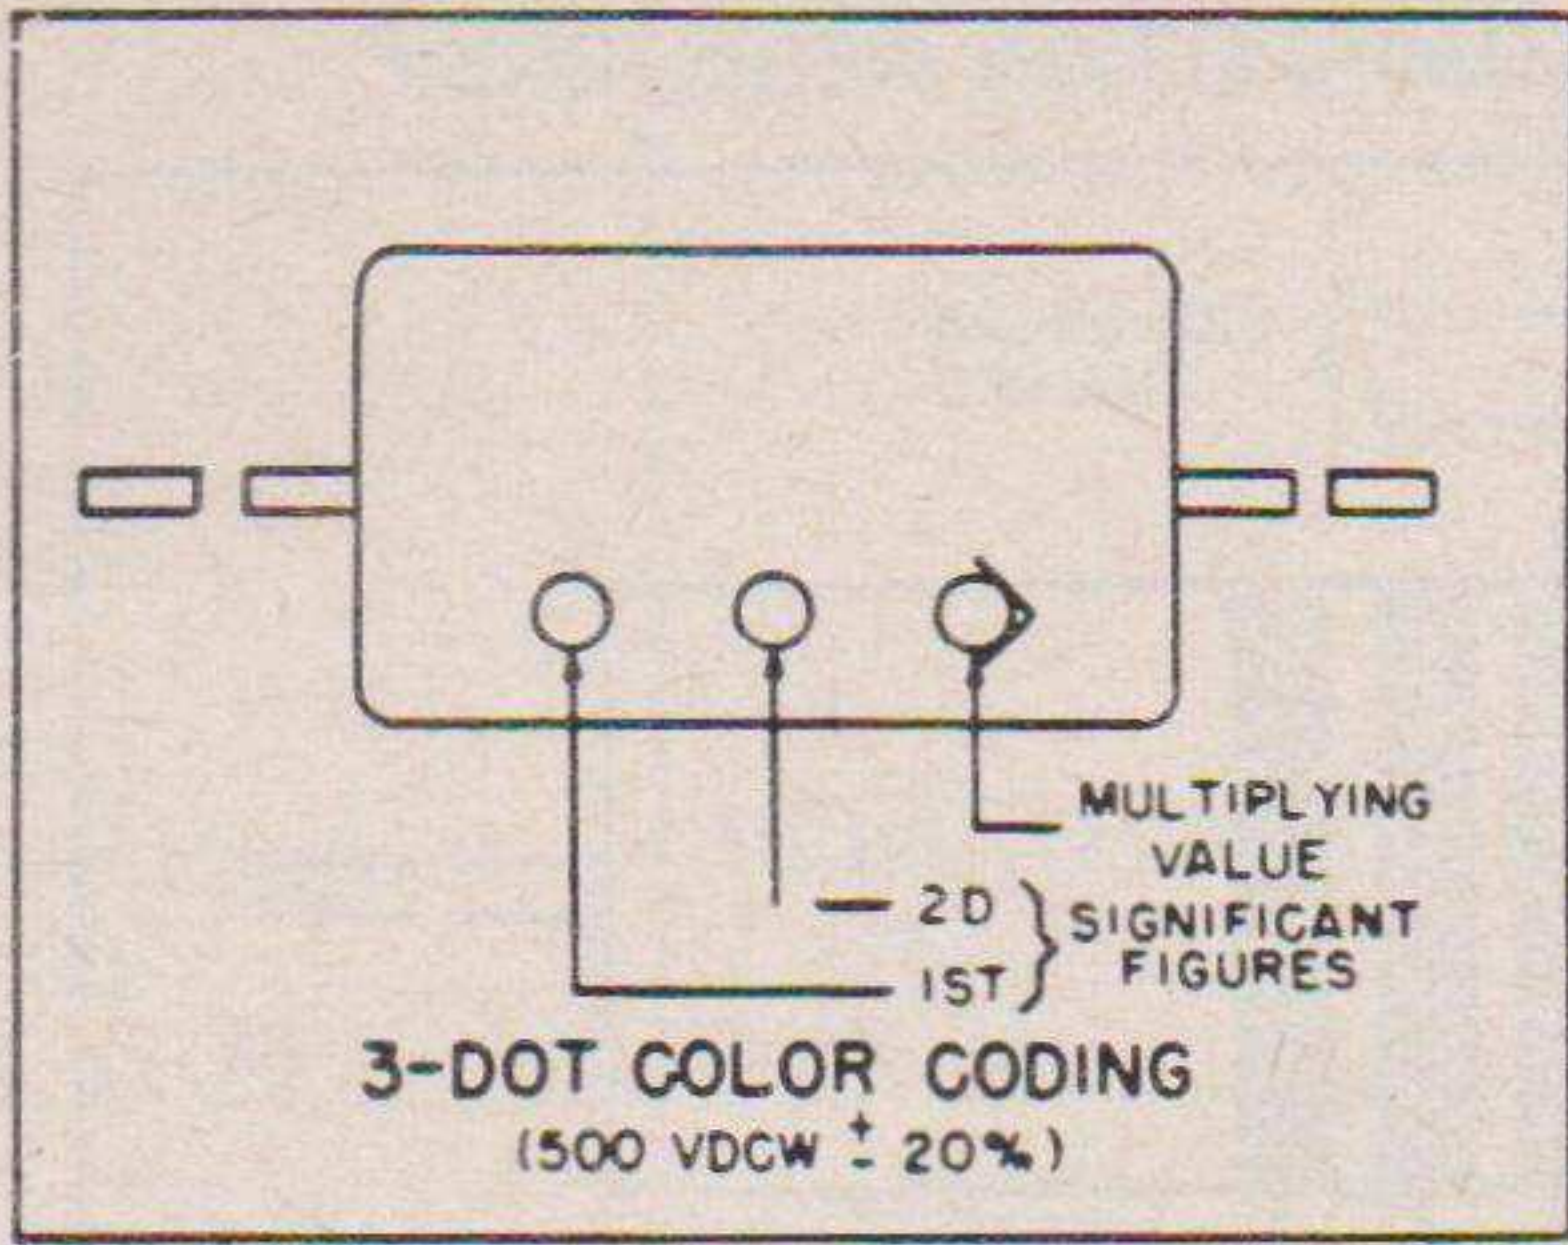 MULTIPLYING
VALUE
2D
1ST
SIGNIFICANT
FIGURES
3-DOT COLOR CODING
(500 VDCW ± 20%)